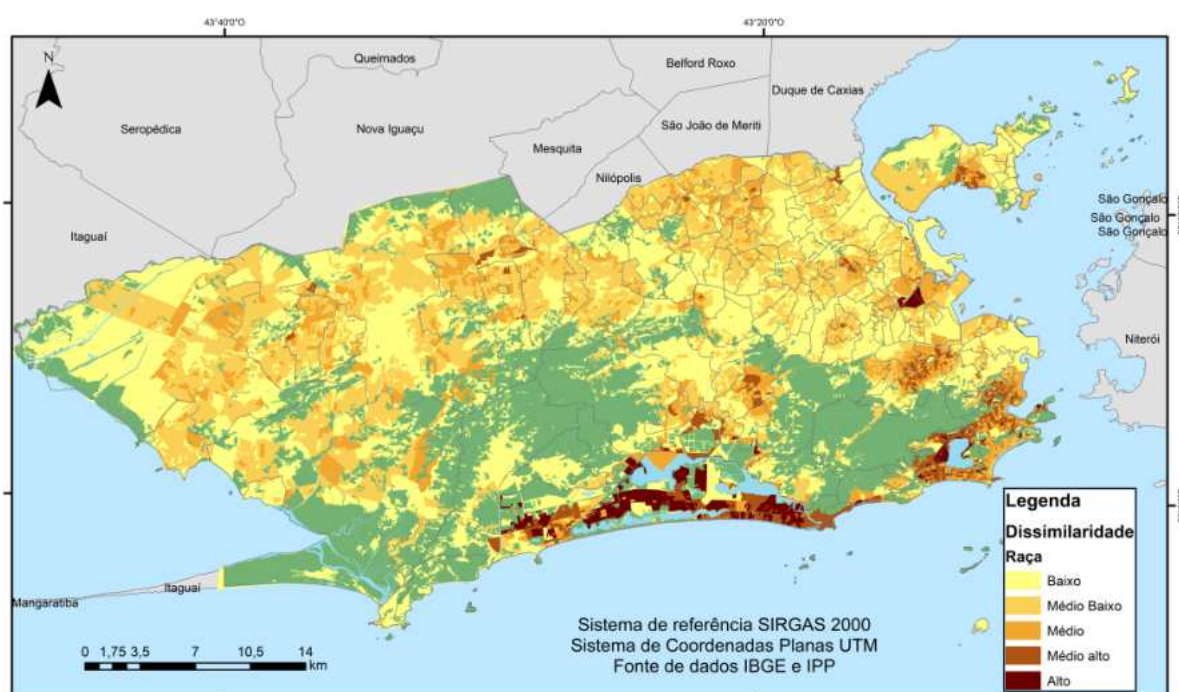 43°40'0"O
43°20'0"O
N
Queimados
Belford Roxo
Duque de Caxias
Seropédica
Nova Iguaçu
São João de Meriti
Mesquita
Nilópolis
São Gonçalo
São Gonçalo
São Gonçalo
Itaguaí
Niterói
Legenda
Dissimilaridade
Raça
Baixo
Médio Baixo
Médio
Médio alto
Alto
Itaguaí
Mangaratiba
Sistema de referência SIRGAS 2000
Sistema de Coordenadas Planas UTM
Fonte de dados IBGE e IPP
0 1,75 3,5 7 10,5 14
km